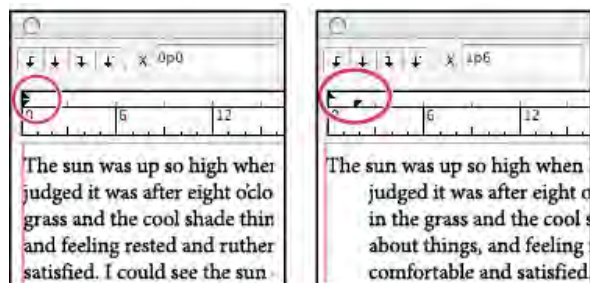 X 0p0
0 6 12
The sun was up so high when
judged it was after eight o'clo
grass and the cool shade thin
and feeling rested and ruther
satisfied. I could see the sun
X 1p6
0 6 12
The sun was up so high when
judged it was after eight o
in the grass and the cool s
about things, and feeling
comfortable and satisfied.